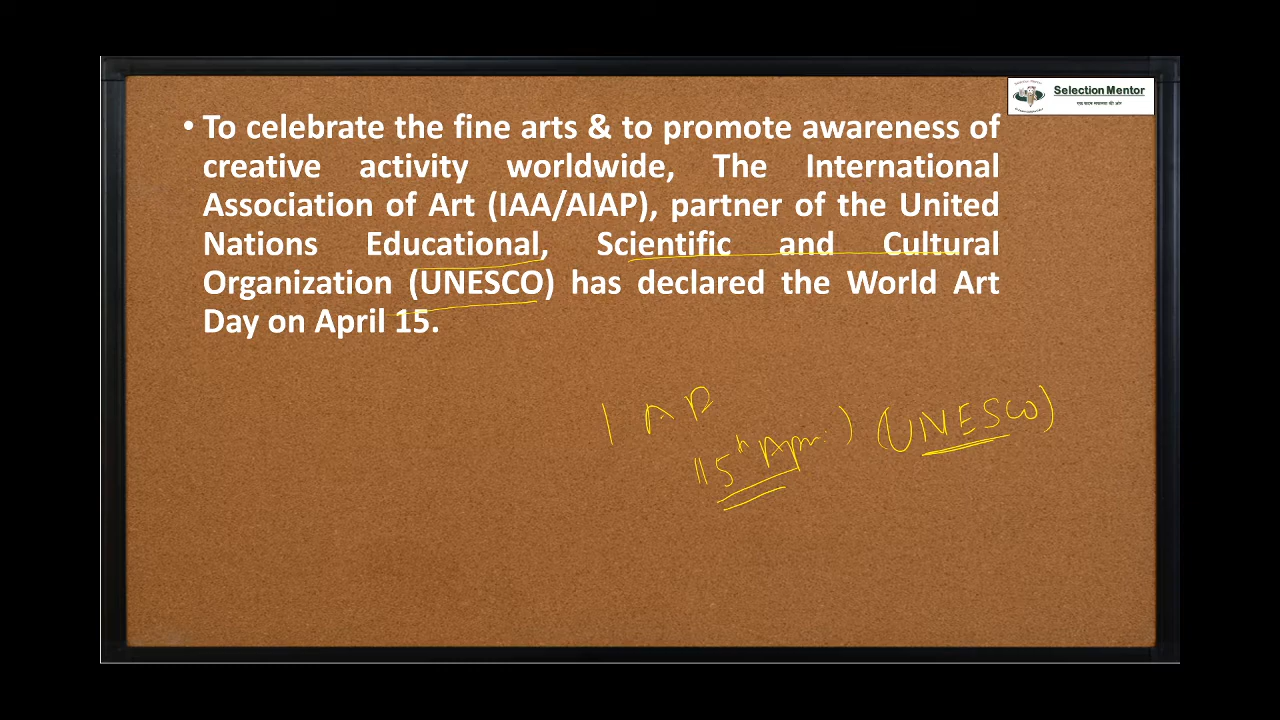 Selection Mentor
• To celebrate the fine arts & to promote awareness of
creative activity worldwide, The International
Association of Art (IAA/AIAP), partner of the United
Nations Educational, Scientific and Cultural
Organization (UNESCO) has declared the World Art
Day on April 15.
15th Apr. ) (UNESCO)